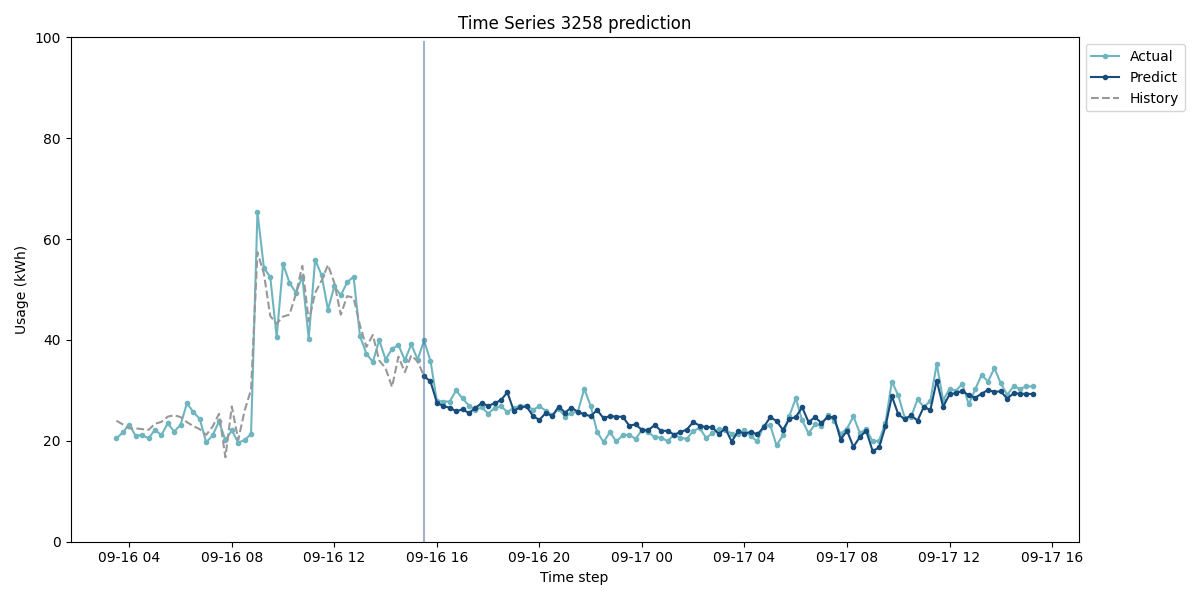 Time Series 3258 prediction
Usage (kWh)
100
80
60
40
20
0
09-16 04
09-16 08
09-16 12
09-16 16
09-16 20
09-17 00
09-17 04
09-17 08
09-17 12
09-17 16
Time step
Actual
Predict
History